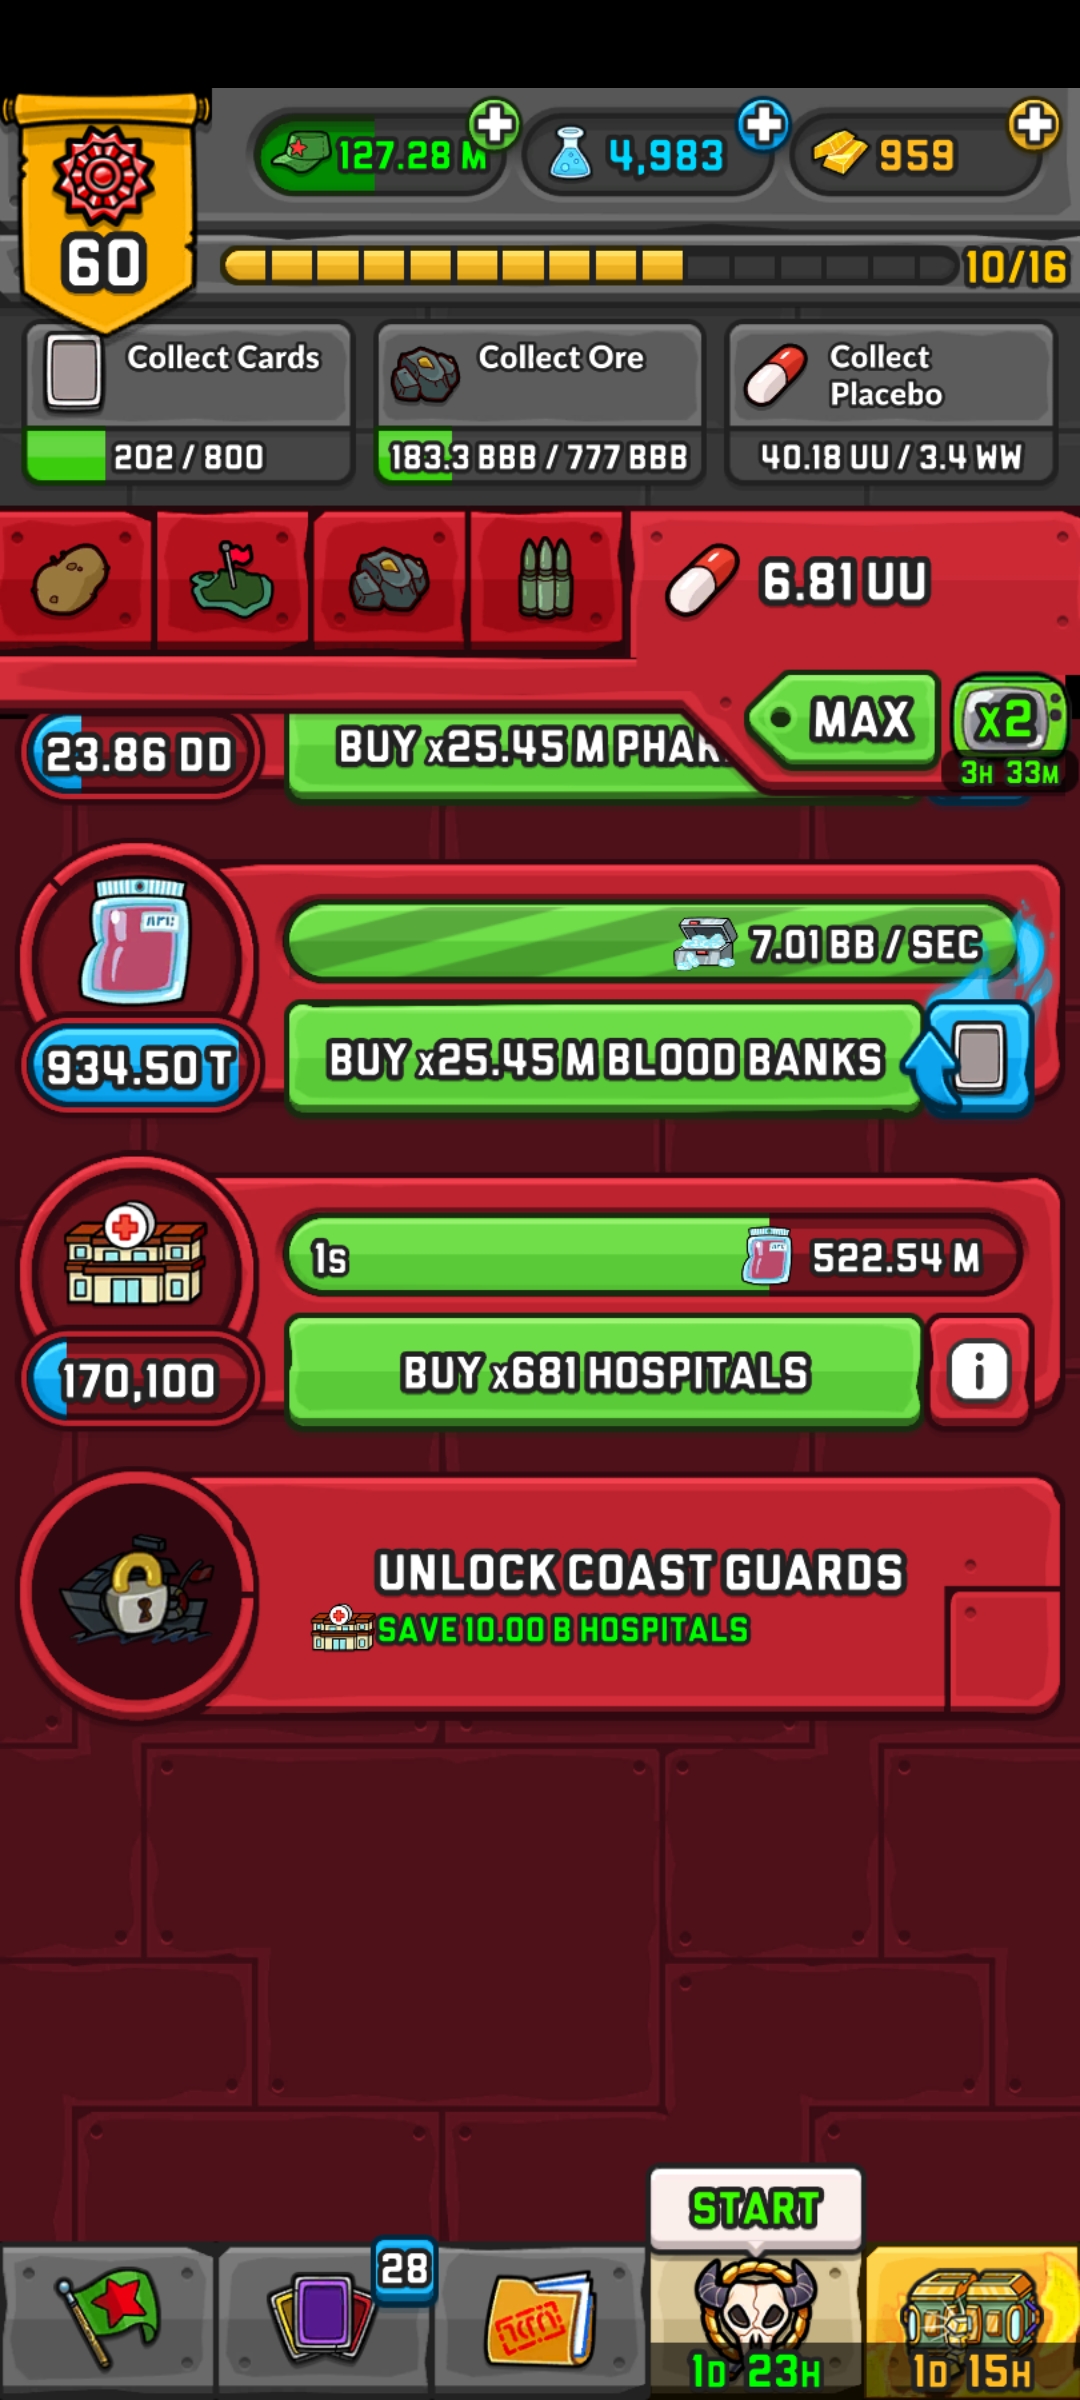 127.28 M
4,983
959
60
10/16
Collect Cards
202 / 800
Collect Ore
183.3 BBB / 777 BBB
Collect
Placebo
40.18 UU / 3.4 WW
6.81 UU
MAX
x2
3H 33M
23.86 DD
BUY x25.45 M PHAR
7.01 BB / SEC
934.50 T
BUY x25.45 M BLOOD BANKS
1s
522.54 M
170,100
BUY x681 HOSPITALS
i
UNLOCK COAST GUARDS
SAVE 10.00 B HOSPITALS
START
28
1D 23H
1D 15H